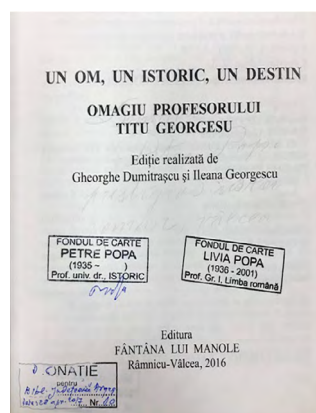 UN OM, UN ISTORIC, UN DESTIN
OMAGIU PROFESORULUI
TITU GEORGESU
Ediție realizată de
Gheorghe Dumitrașcu și Ileana Georgescu
FONDUL DE CARTE
PETRE POPA
(1935 – )
Prof. univ. dr., ISTORIC
FONDUL DE CARTE
LIVIA POPA
(1936 - 2001)
Prof. Gr. I, Limba română
Editura
FÂNTÂNA LUI MANOLE
Râmnicu-Vâlcea, 2016
DONAȚIE
pentru
Nr.